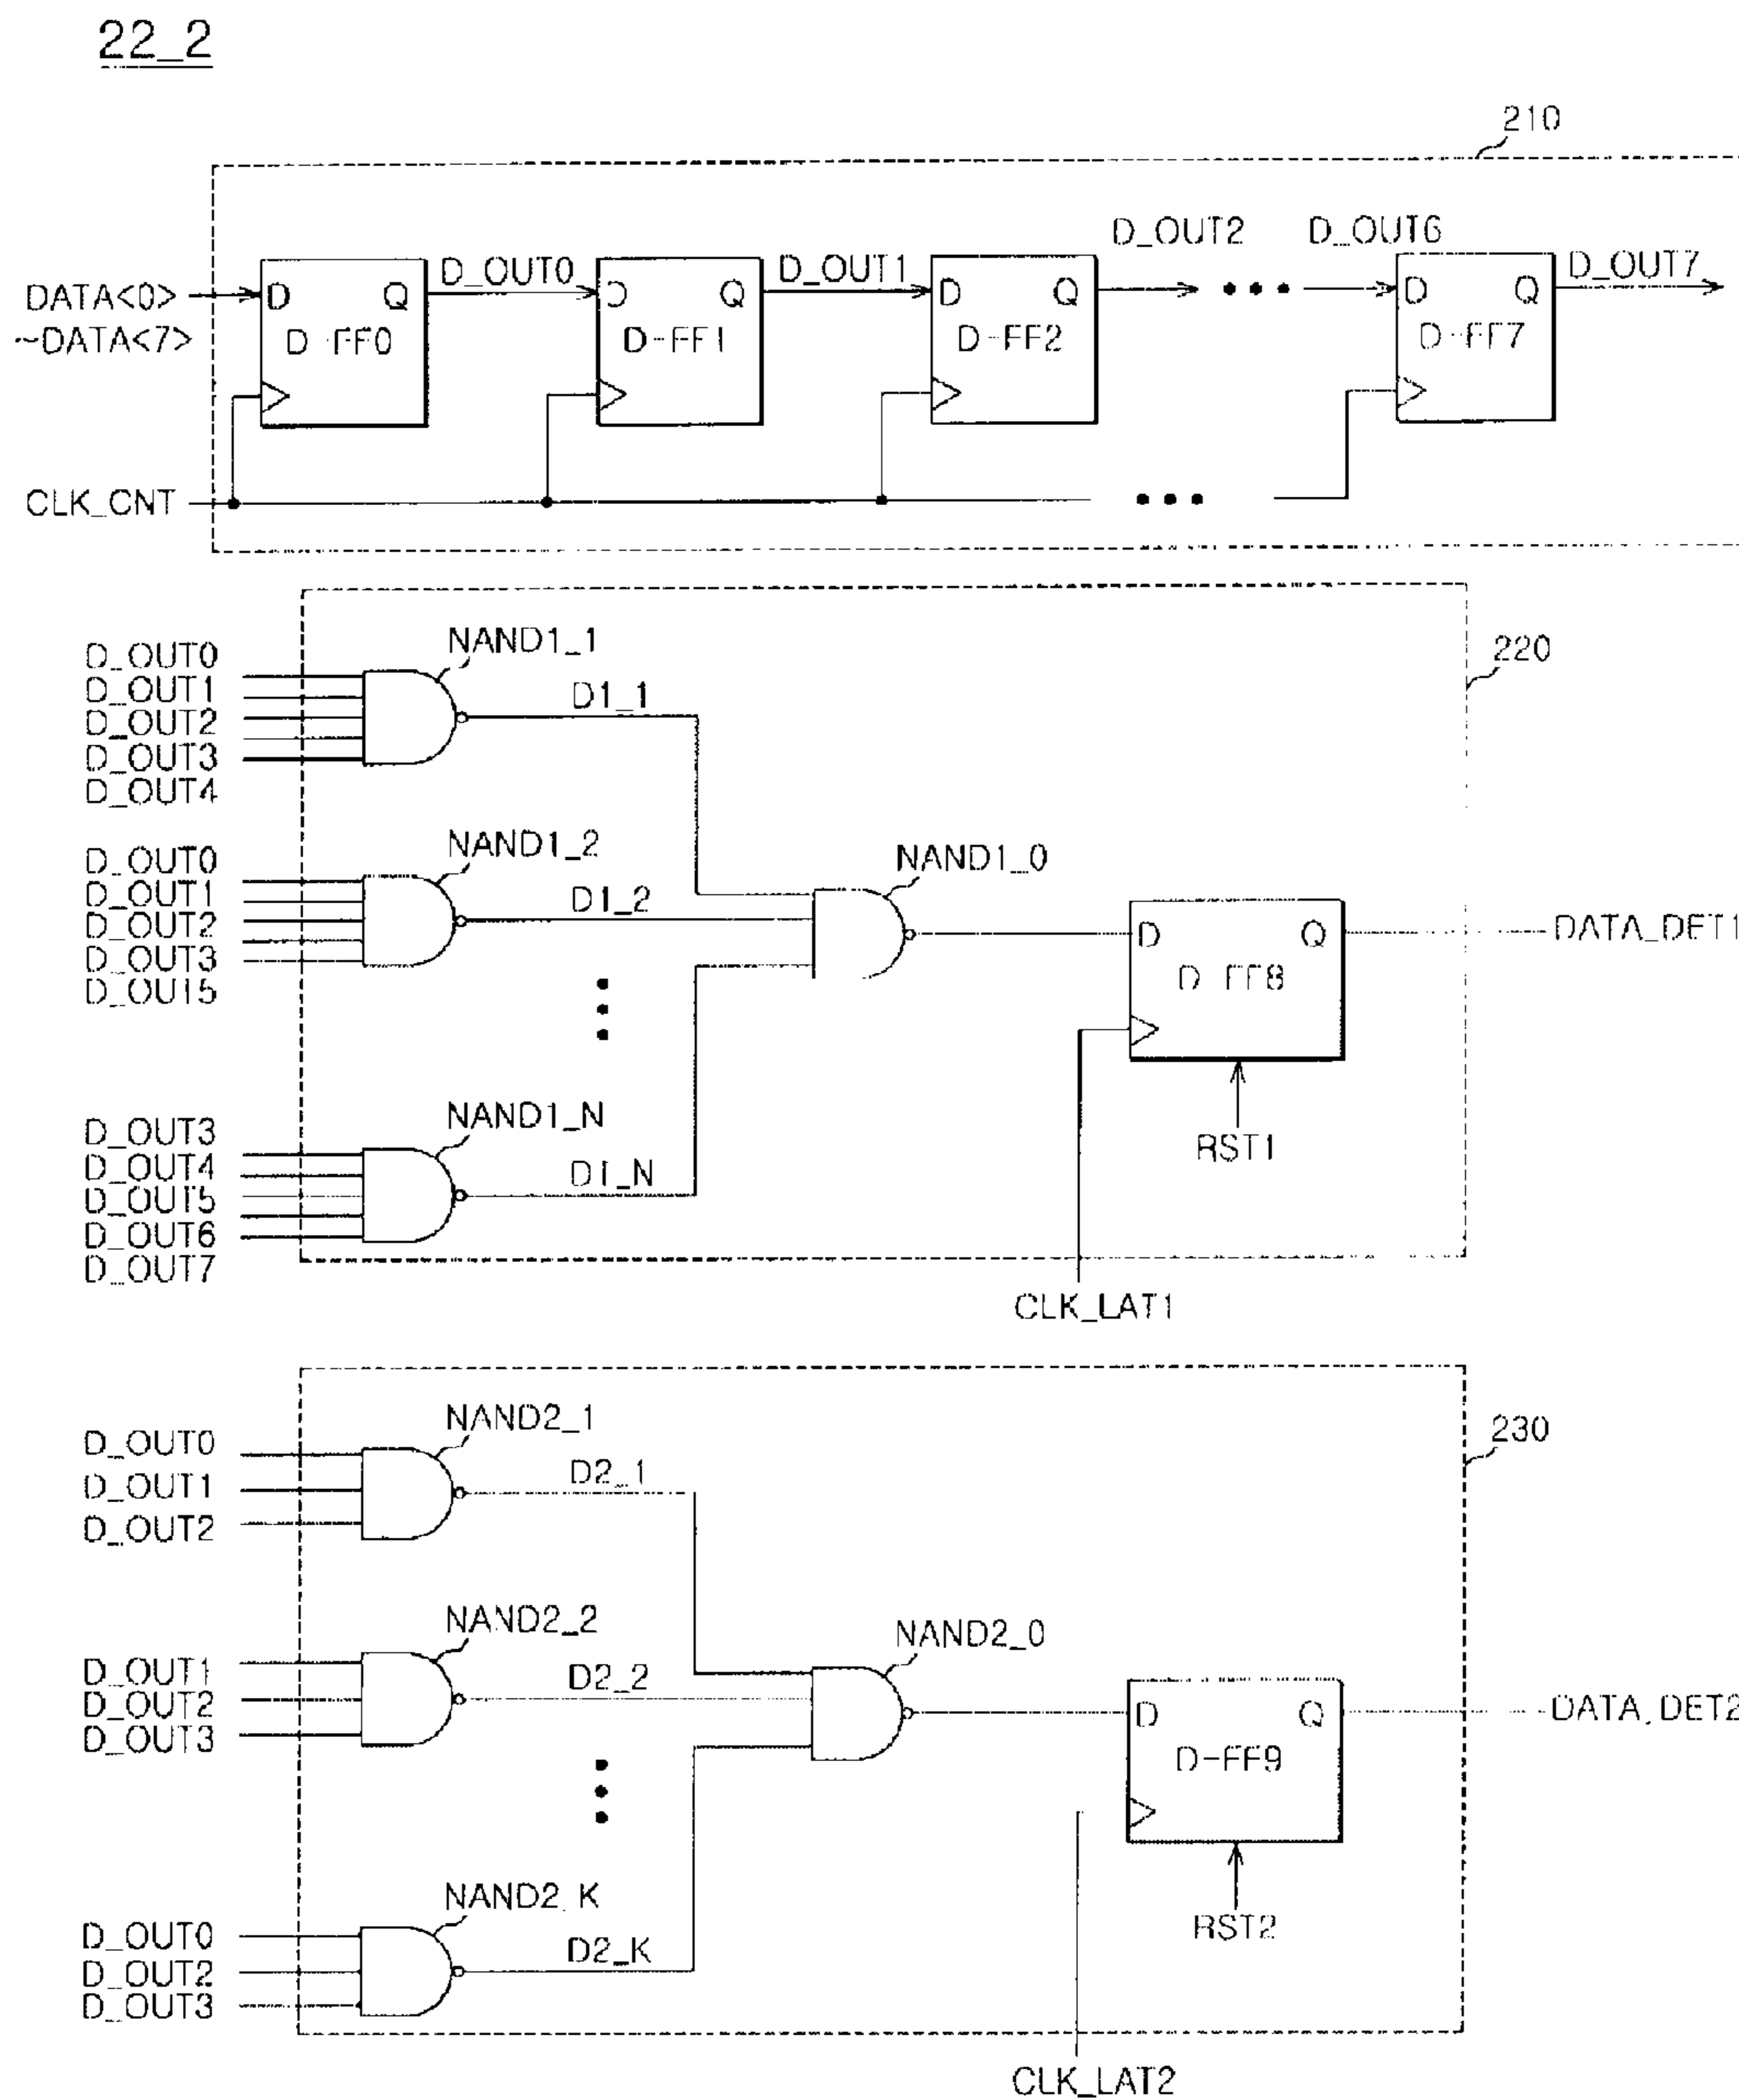 22_2
210
D_OUT0
D_OUT1
D_OUT2
D_OUT6
D_OUT7
DATA<0>
~DATA<7>
D Q
D-FF0
D Q
D-FF1
D Q
D-FF2
D Q
D-FF7
CLK_CNT
220
D_OUT0
D_OUT1
D_OUT2
D_OUT3
D_OUT4
NAND1_1
D1_1
D_OUT0
D_OUT1
D_OUT2
D_OUT3
D_OUT5
NAND1_2
D1_2
NAND1_0
D Q
D-FF8
DATA_DET1
RST1
D_OUT3
D_OUT4
D_OUT5
D_OUT6
D_OUT7
NAND1_N
D1_N
CLK_LAT1
230
D_OUT0
D_OUT1
D_OUT2
NAND2_1
D2_1
D_OUT1
D_OUT2
D_OUT3
NAND2_2
D2_2
NAND2_0
D Q
D-FF9
DATA_DET2
RST2
D_OUT0
D_OUT2
D_OUT3
NAND2_K
D2_K
CLK_LAT2